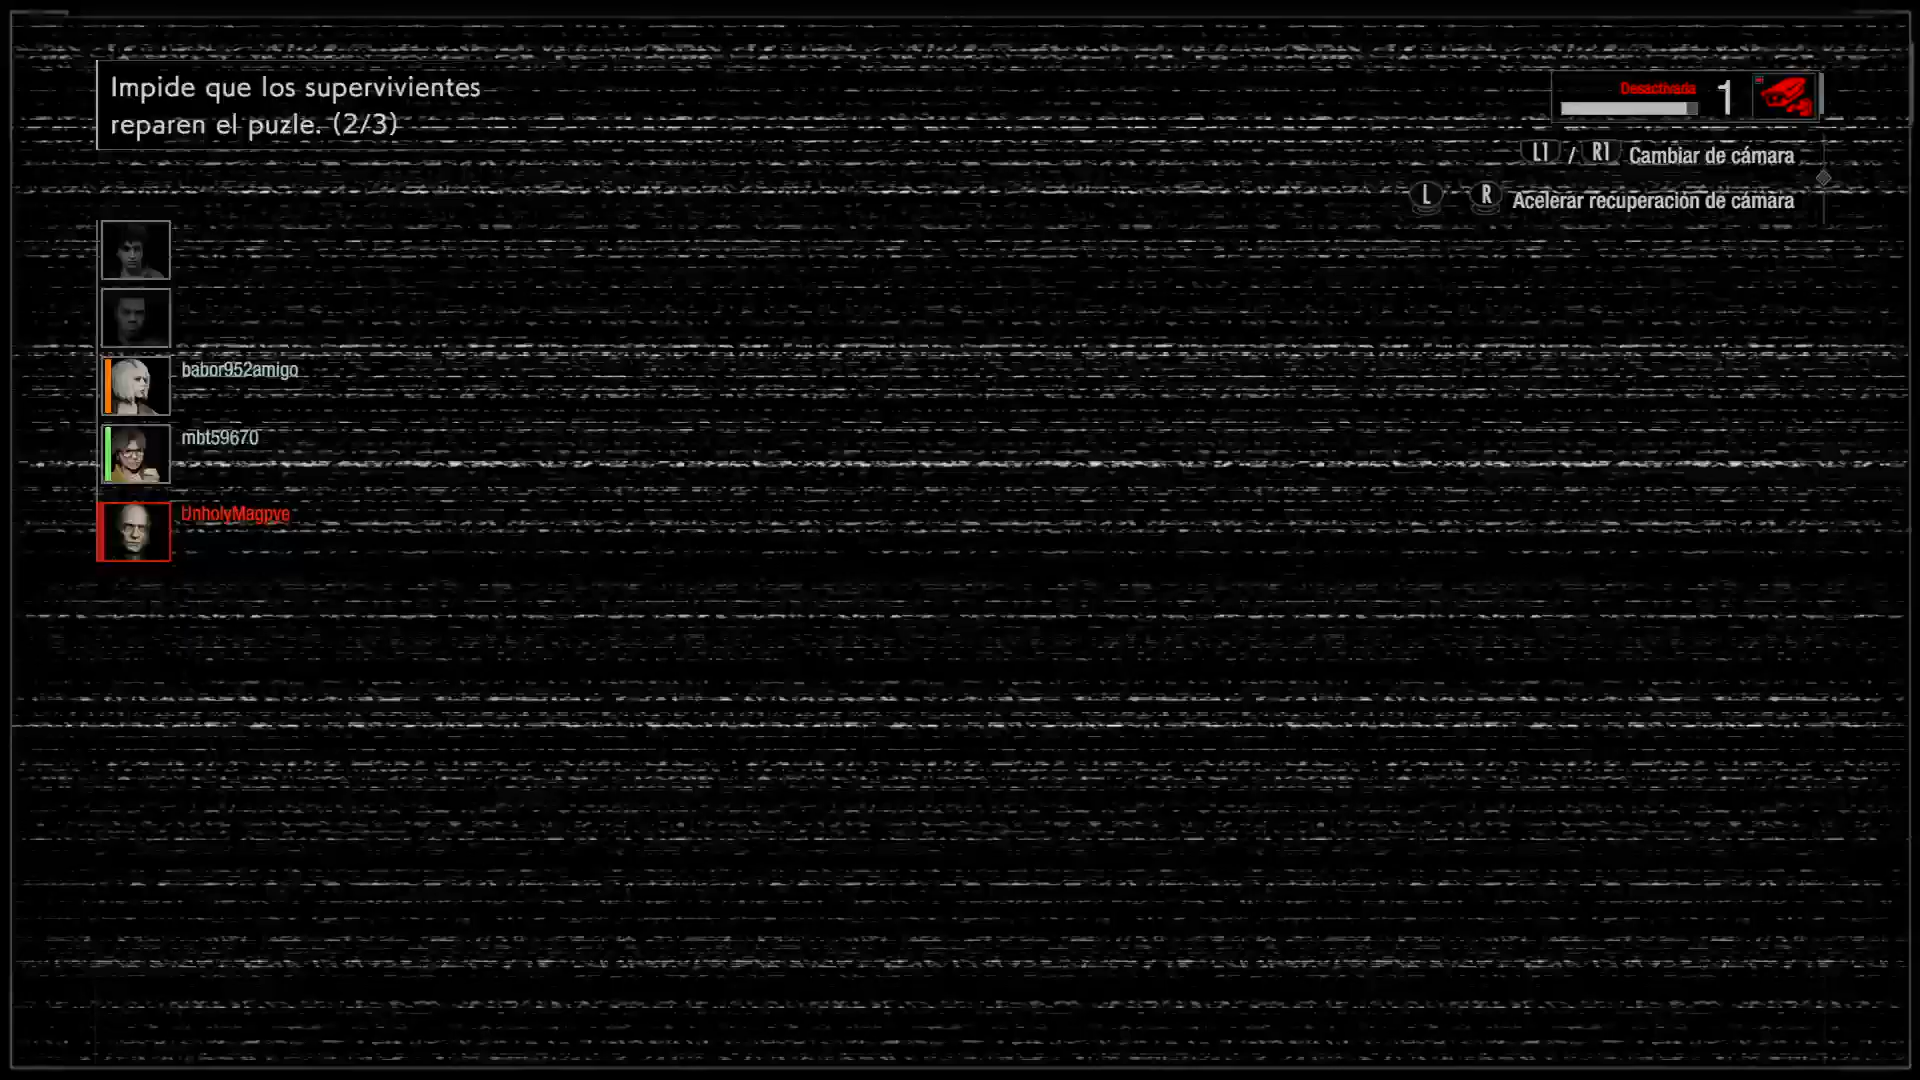 Impide que los supervivientes
reparen el puzle. (2/3)
Desactivada
1
L1 / R1 Cambiar de cámara
L R Acelerar recuperación de cámara
babor952amigo
mbt59670
UnholyMagpye